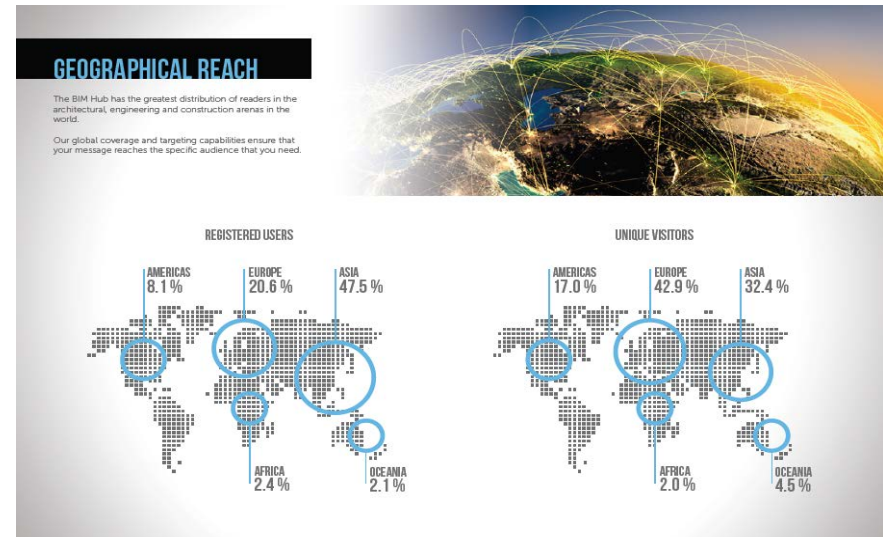 GEOGRAPHICAL REACH
The BIM Hub has the greatest distribution of readers in the
architectural, engineering and construction arenas in the
world.
Our global coverage and targeting capabilities ensure that
your message reaches the specific audience that you need.
REGISTERED USERS
AMERICAS
8.1 %
EUROPE
20.6 %
ASIA
47.5 %
AFRICA
2.4 %
OCEANIA
2.1 %
UNIQUE VISITORS
AMERICAS
17.0 %
EUROPE
42.9 %
ASIA
32.4 %
AFRICA
2.0 %
OCEANIA
4.5 %